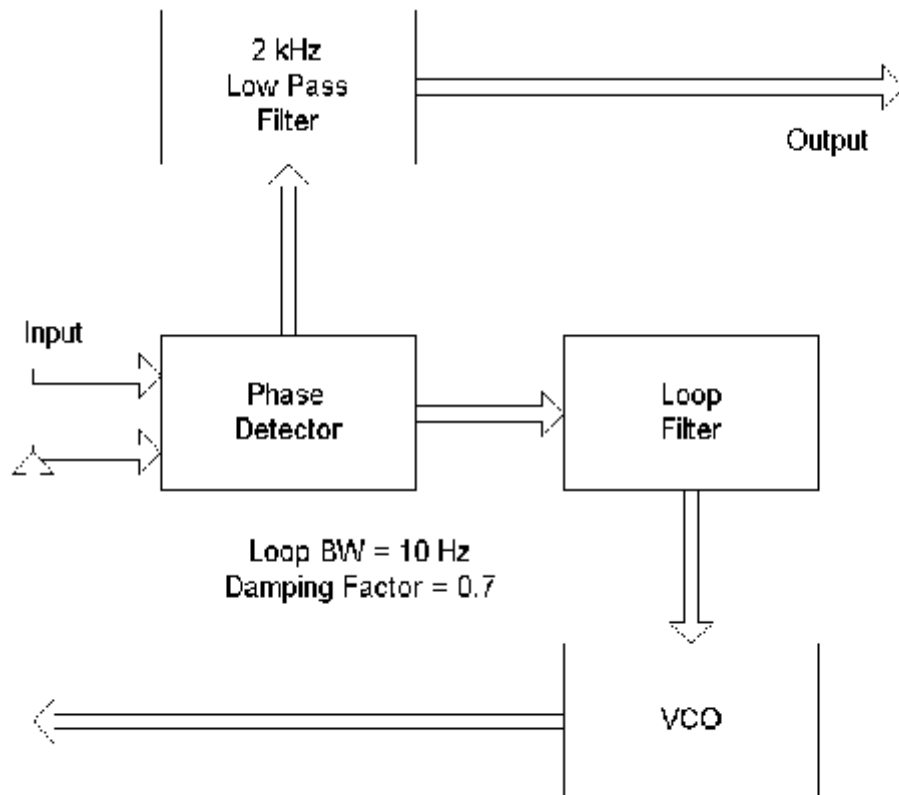 2 kHz
Low Pass
Filter
Output
Input
Phase
Detector
Loop
Filter
Loop BW = 10 Hz
Damping Factor = 0.7
VCO